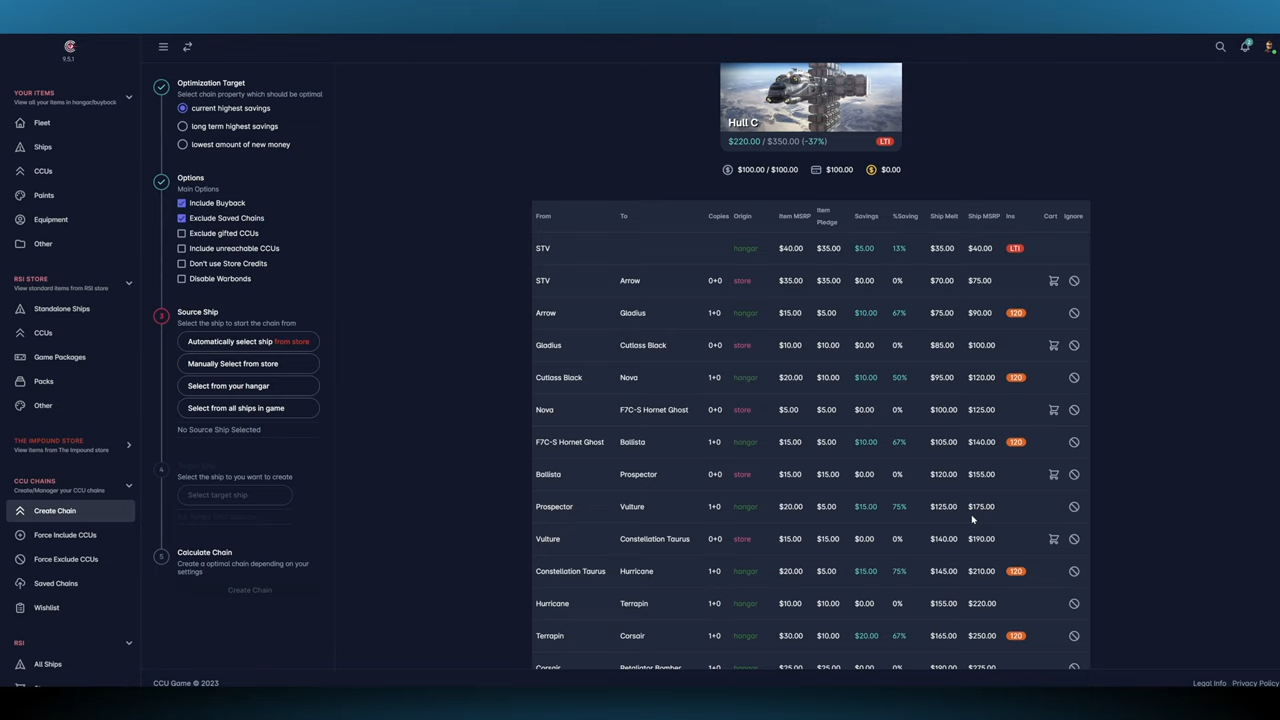 9.5.1
YOUR ITEMS
View all your items in hangar/buyback
Fleet
Ships
CCUs
Paints
Equipment
Other
RSI STORE
View standard items from RSI store
Standalone Ships
CCUs
Game Packages
Packs
Other
THE IMPOUND STORE
View items from The Impound store
CCU CHAINS
Create/Manager your CCU chains
Create Chain
Force Include CCUs
Force Exclude CCUs
Saved Chains
Wishlist
RSI
All Ships
Optimization Target
Select chain property which should be optimal
current highest savings
long term highest savings
lowest amount of new money
Options
Main Options
Include Buyback
Exclude Saved Chains
Exclude gifted CCUs
Include unreachable CCUs
Don't use Store Credits
Disable Warbonds
3
Source Ship
Select the ship to start the chain from
Automatically select ship from store
Manually Select from store
Select from your hangar
Select from all ships in game
No Source Ship Selected
4
Select the ship you want to create
Select target ship
5
Calculate Chain
Create a optimal chain depending on your
settings
Create Chain
Hull C
$220.00 / $350.00 (-37%) LTI
$100.00 / $100.00 $100.00 $0.00
From To Copies Origin Item MSRP Item Pledge Savings %Saving Ship Melt Ship MSRP Ins Cart Ignore
STV hangar $40.00 $35.00 $5.00 13% $35.00 $40.00 LTI
STV Arrow 0+0 store $35.00 $35.00 $0.00 0% $70.00 $75.00
Arrow Gladius 1+0 hangar $15.00 $5.00 $10.00 67% $75.00 $90.00 120
Gladius Cutlass Black 0+0 store $10.00 $10.00 $0.00 0% $85.00 $100.00
Cutlass Black Nova 1+0 hangar $20.00 $10.00 $10.00 50% $95.00 $120.00 120
Nova F7C-S Hornet Ghost 0+0 store $5.00 $5.00 $0.00 0% $100.00 $125.00
F7C-S Hornet Ghost Ballista 1+0 hangar $15.00 $5.00 $10.00 67% $105.00 $140.00 120
Ballista Prospector 0+0 store $15.00 $15.00 $0.00 0% $120.00 $155.00
Prospector Vulture 1+0 hangar $20.00 $5.00 $15.00 75% $125.00 $175.00
Vulture Constellation Taurus 0+0 store $15.00 $15.00 $0.00 0% $140.00 $190.00
Constellation Taurus Hurricane 1+0 hangar $20.00 $5.00 $15.00 75% $145.00 $210.00 120
Hurricane Terrapin 1+0 hangar $10.00 $10.00 $0.00 0% $155.00 $220.00
Terrapin Corsair 1+0 hangar $30.00 $10.00 $20.00 67% $165.00 $250.00 120
Corsair Retaliator Bomber 1+0 hangar $25.00 $25.00 $0.00 0% $190.00 $275.00
CCU Game © 2023
Legal Info Privacy Policy